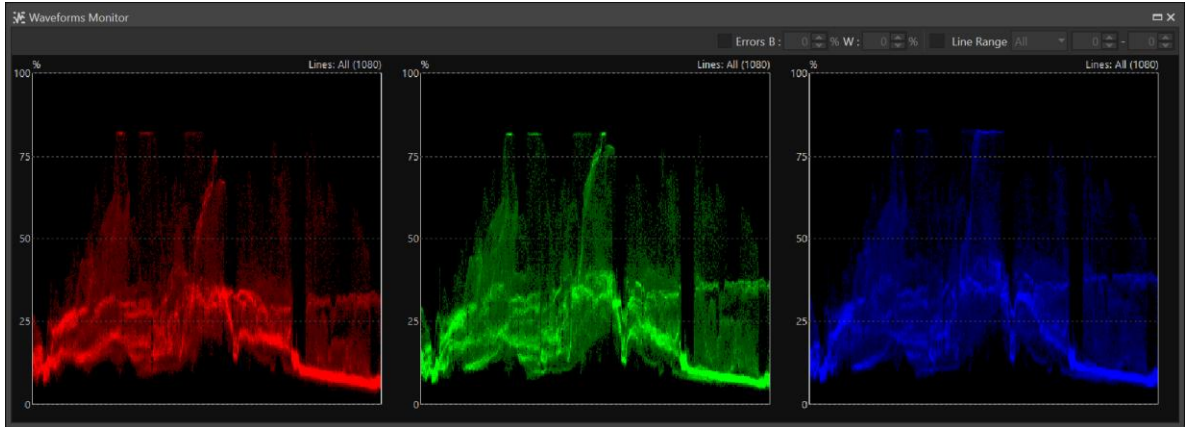 Waveforms Monitor
Errors B : 0 % W : 0 % Line Range All 0 - 0
% Lines: All (1080) % Lines: All (1080) % Lines: All (1080)
100 100 100
75 75 75
50 50 50
25 25 25
0 0 0